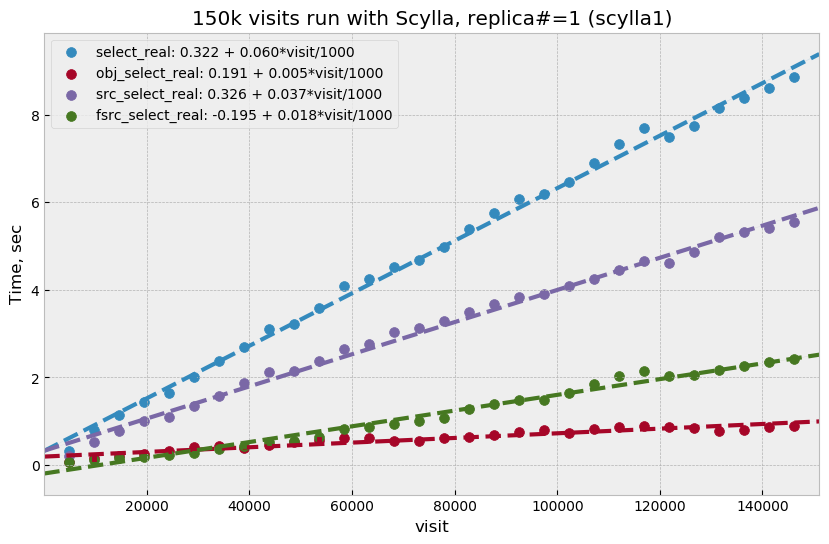 150k visits run with Scylla, replica#=1 (scylla1)
select_real: 0.322 + 0.060*visit/1000
obj_select_real: 0.191 + 0.005*visit/1000
src_select_real: 0.326 + 0.037*visit/1000
fsrc_select_real: -0.195 + 0.018*visit/1000
Time, sec
8
6
4
2
0
20000 40000 60000 80000 100000 120000 140000
visit